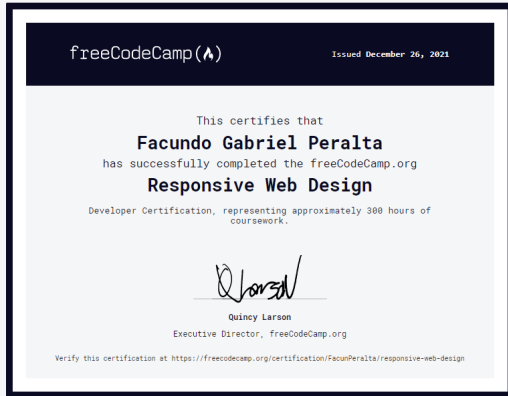 freeCodeCamp(🔥)
Issued December 26, 2021
This certifies that
Facundo Gabriel Peralta
has successfully completed the freeCodeCamp.org
Responsive Web Design
Developer Certification, representing approximately 300 hours of
coursework.
Q Larson
Quincy Larson
Executive Director, freeCodeCamp.org
Verify this certification at https://freecodecamp.org/certification/FacunPeralta/responsive-web-design